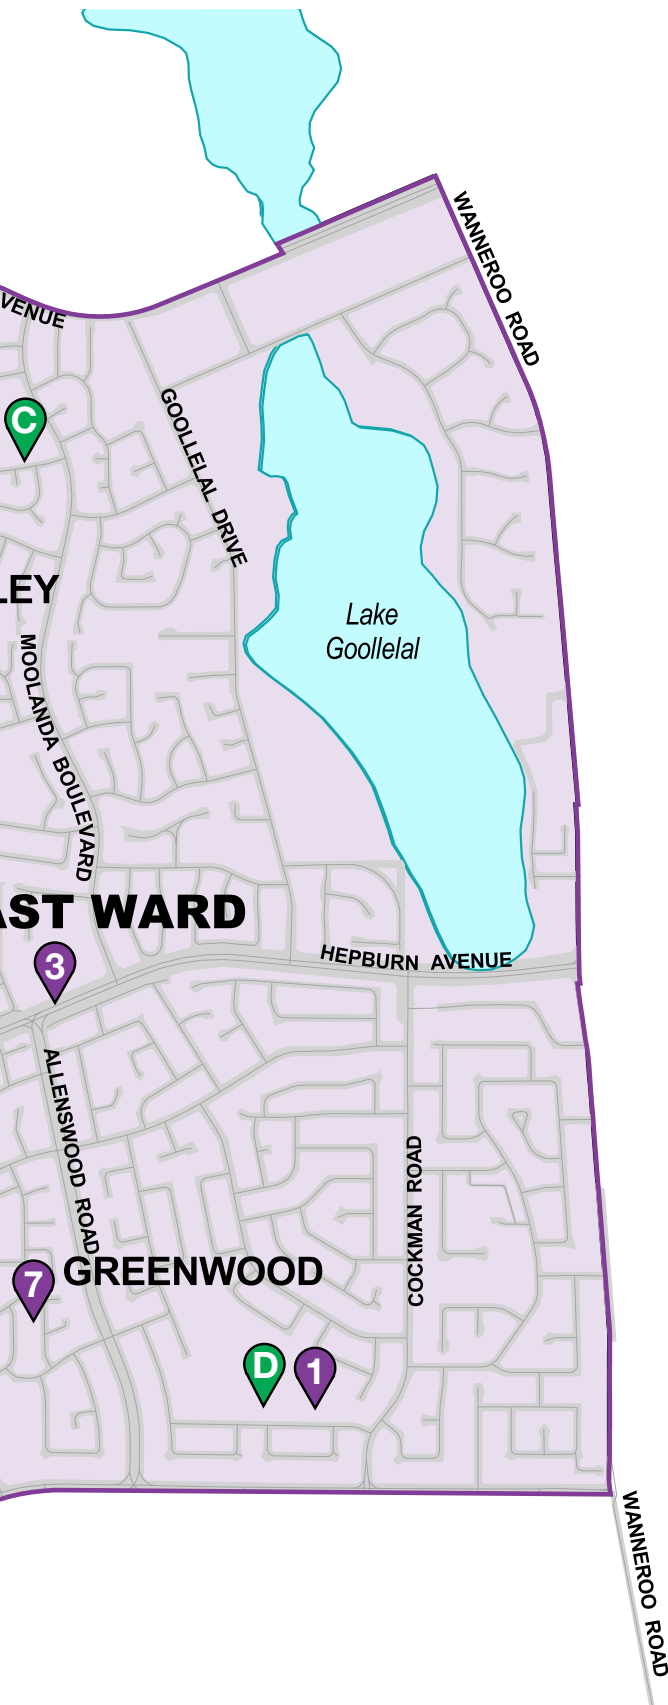 WANNEROO ROAD
VENUE
C
GOOLLELAL DRIVE
LEY
Lake
Goollelal
MOOLANDA BOULEVARD
AST WARD
3
HEPBURN AVENUE
ALLENSWOOD ROAD
COCKMAN ROAD
GREENWOOD
7
D
1
WANNEROO ROAD